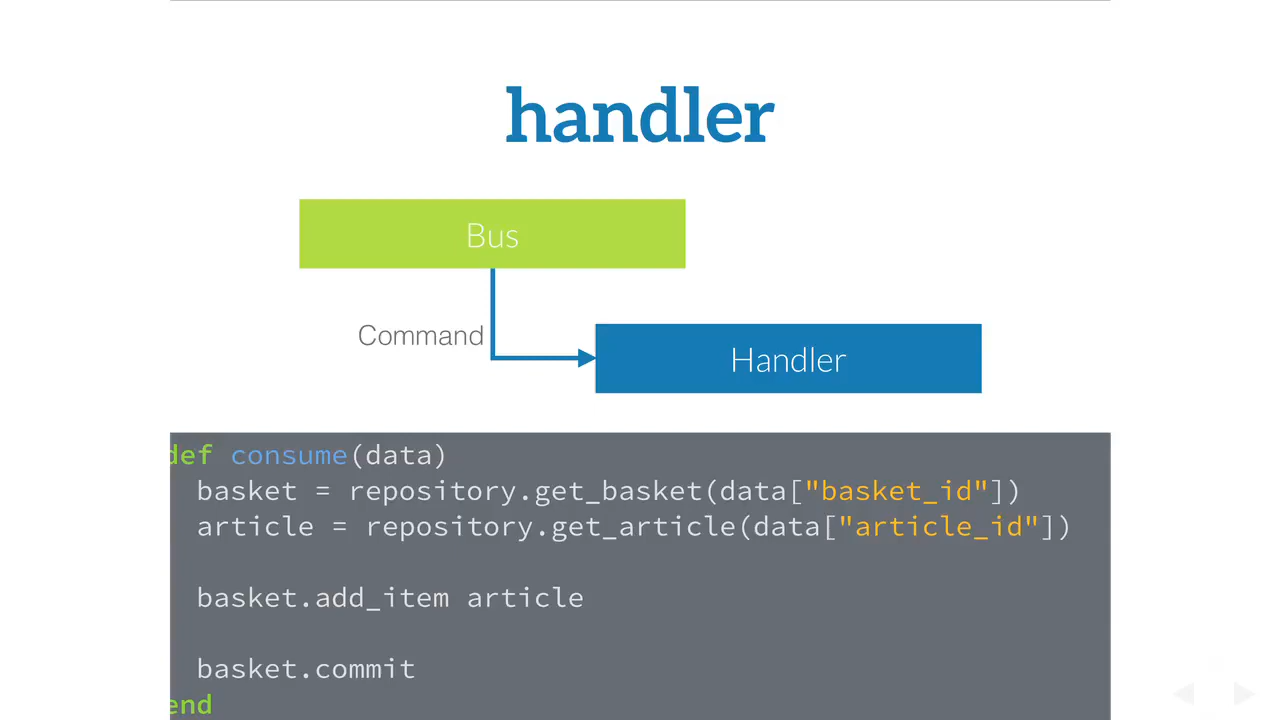 handler
Bus
Command
Handler
def consume(data)
basket = repository.get_basket(data["basket_id"])
article = repository.get_article(data["article_id"])
basket.add_item article
basket.commit
end